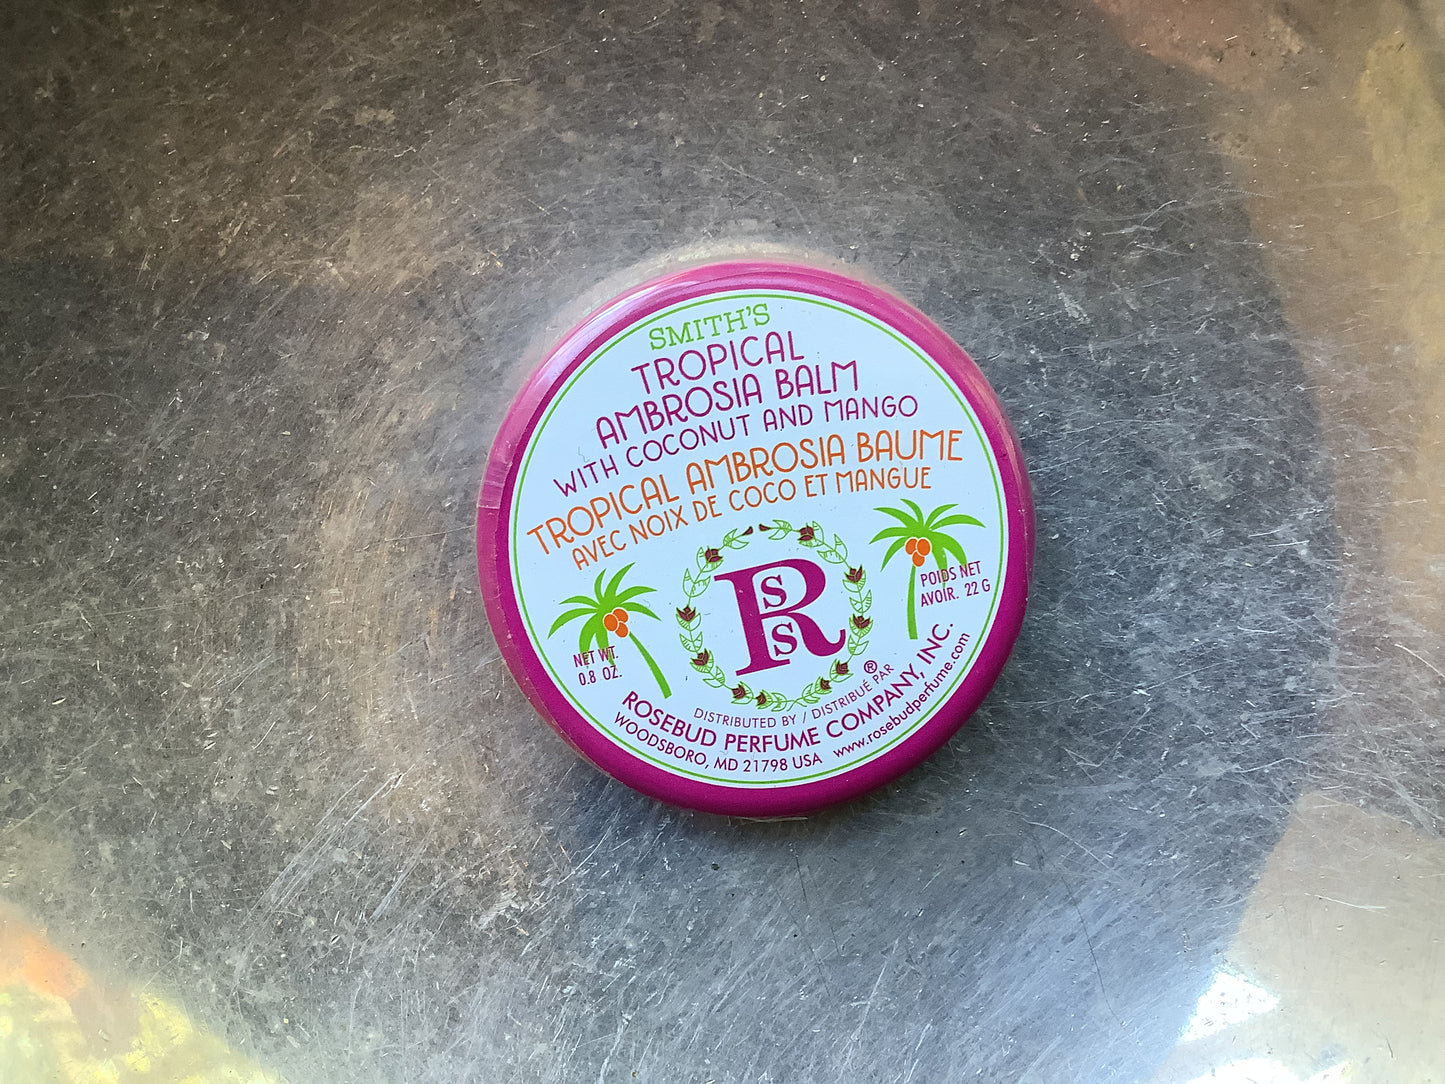 SMITH'S
TROPICAL
AMBROSIA BALM
WITH COCONUT AND MANGO
TROPICAL AMBROSIA BAUME
AVEC NOIX DE COCO ET MANGUE
POIDS NET
AVOIR. 22 G
NET WT.
0.8 OZ.
R
S
S
®
DISTRIBUTED BY / DISTRIBUÉ PAR
ROSEBUD PERFUME COMPANY, INC.
WOODSBORO, MD 21798 USA www.rosebudperfume.com